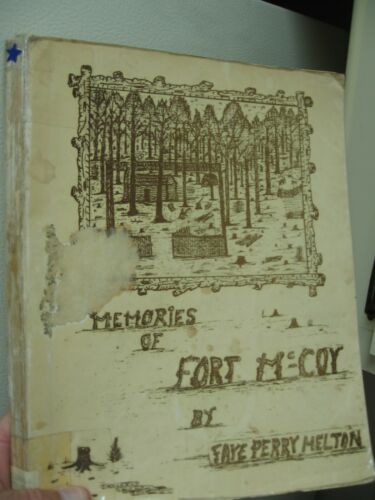 MEMORIES
OF
FORT McCOY
BY
FAYE PERRY MELTON